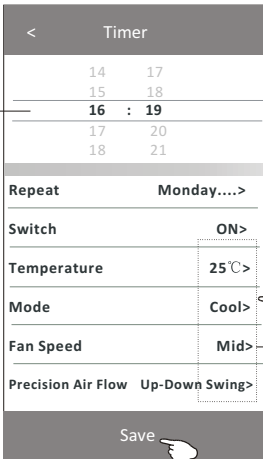 < Timer
14 17
15 18
16 : 19
17 20
18 21
Repeat Monday....>
Switch ON>
Temperature 25℃>
Mode Cool>
Fan Speed Mid>
Precision Air Flow Up-Down Swing>
Save